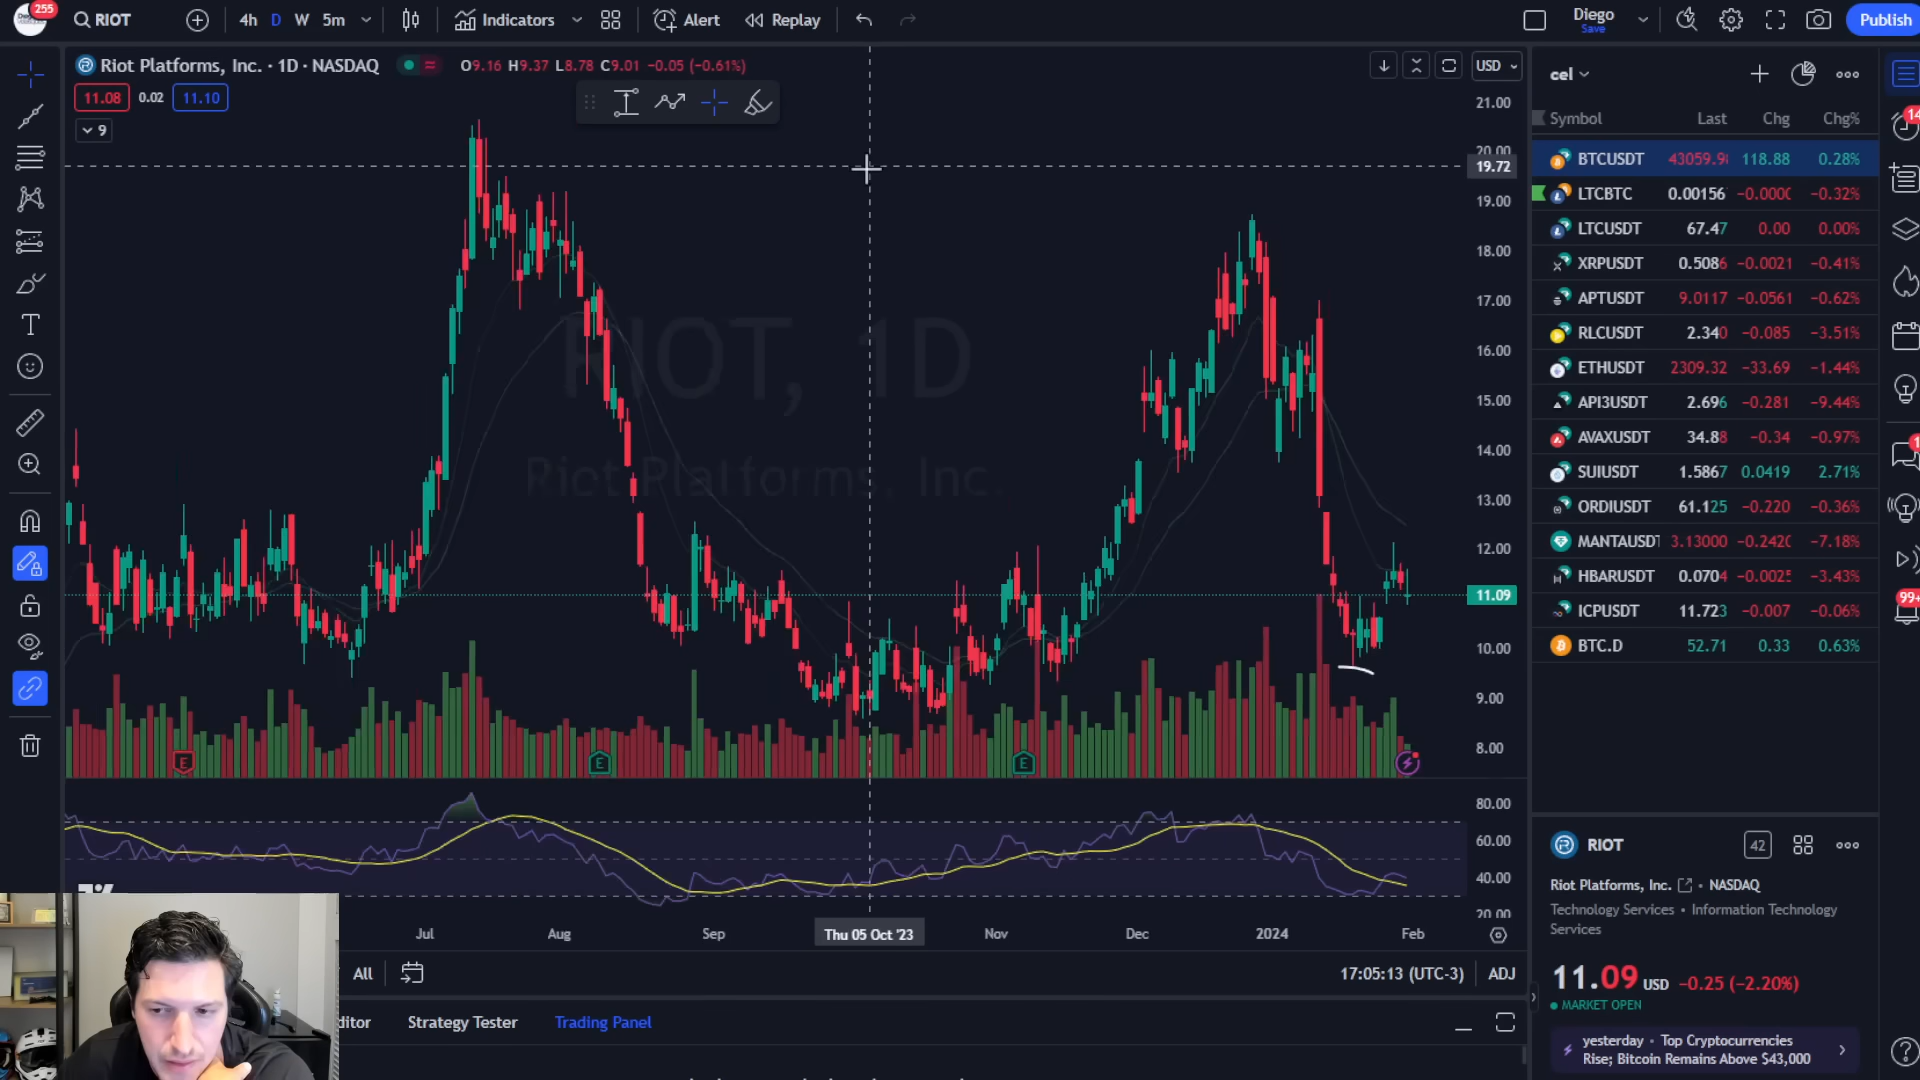 255
RIOT
4h D W 5m
Indicators
Alert
Replay
Diego
Save
Publish
Riot Platforms, Inc. · 1D · NASDAQ
O9.16 H9.37 L8.78 C9.01 −0.05 (−0.61%)
11.08 0.02 11.10
9
USD
21.00
20.00
19.72
19.00
18.00
17.00
16.00
15.00
14.00
13.00
12.00
11.09
10.00
9.00
8.00
RIOT, 1D
Riot Platforms, Inc.
E
E
E
80.00
60.00
40.00
20.00
Jul Aug Sep Thu 05 Oct '23 Nov Dec 2024 Feb
All
17:05:13 (UTC-3) ADJ
ditor Strategy Tester Trading Panel
cel
Symbol Last Chg Chg%
BTCUSDT 43059.9 118.88 0.28%
LTCBTC 0.00156 −0.000 −0.32%
LTCUSDT 67.47 0.00 0.00%
XRPUSDT 0.5086 −0.0021 −0.41%
APTUSDT 9.0117 −0.0561 −0.62%
RLCUSDT 2.340 −0.085 −3.51%
ETHUSDT 2309.32 −33.69 −1.44%
API3USDT 2.696 −0.281 −9.44%
AVAXUSDT 34.88 −0.34 −0.97%
SUIUSDT 1.5867 0.0419 2.71%
ORDIUSDT 61.125 −0.220 −0.36%
MANTAUSDT 3.13000 −0.242 −7.18%
HBARUSDT 0.0704 −0.0025 −3.43%
ICPUSDT 11.723 −0.007 −0.06%
BTC.D 52.71 0.33 0.63%
RIOT
42
Riot Platforms, Inc. • NASDAQ
Technology Services • Information Technology
Services
11.09 USD −0.25 (−2.20%)
MARKET OPEN
yesterday • Top Cryptocurrencies
Rise; Bitcoin Remains Above $43,000
14
1
99+